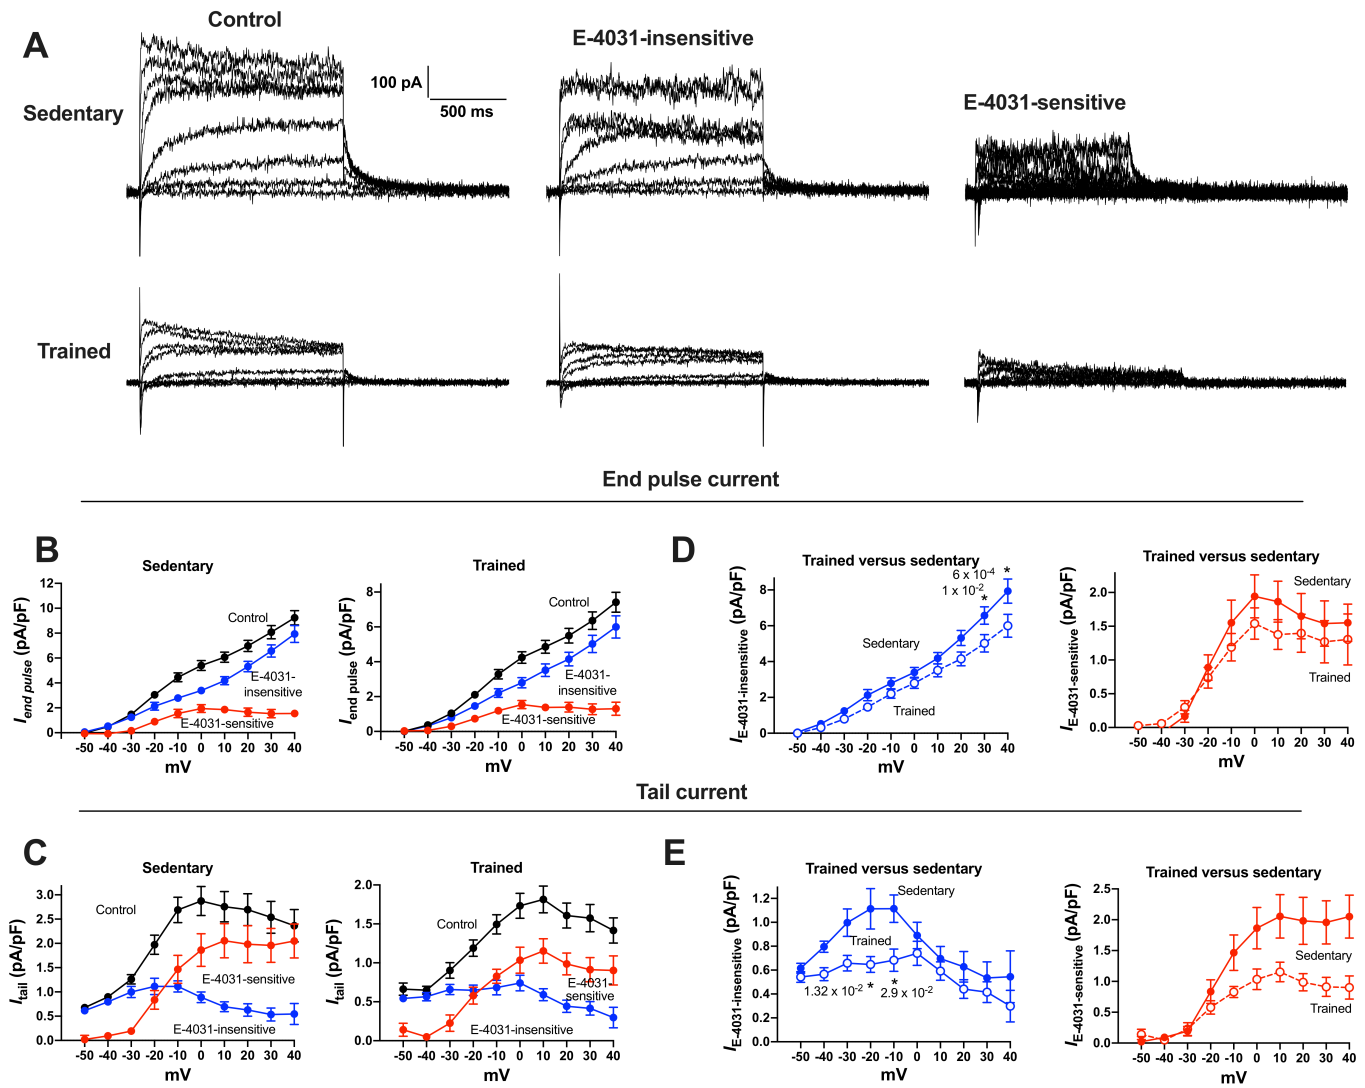 A
Control
E-4031-insensitive
E-4031-sensitive
Sedentary
100 pA
500 ms
Trained
End pulse current
B
Sedentary
I end pulse (pA/pF)
12
10
8
6
4
2
0
Control
E-4031-
insensitive
E-4031-sensitive
-50 -40 -30 -20 -10 0 10 20 30 40
mV
Trained
I end pulse (pA/pF)
8
6
4
2
0
Control
E-4031-
insensitive
E-4031-sensitive
-50 -40 -30 -20 -10 0 10 20 30 40
mV
D
Trained versus sedentary
I E-4031-insensitive (pA/pF)
8
6
4
2
0
6 x 10-4 *
1 x 10-2 *
Sedentary
Trained
-50 -40 -30 -20 -10 0 10 20 30 40
mV
Trained versus sedentary
I E-4031-sensitive (pA/pF)
2.0
1.5
1.0
0.5
0.0
Sedentary
Trained
-50 -40 -30 -20 -10 0 10 20 30 40
mV
Tail current
C
Sedentary
I tail (pA/pF)
3.0
2.5
2.0
1.5
1.0
0.5
0.0
Control
E-4031-sensitive
E-4031-insensitive
-50 -40 -30 -20 -10 0 10 20 30 40
mV
Trained
I tail (pA/pF)
2.0
1.5
1.0
0.5
0.0
Control
E-4031-
sensitive
E-4031-insensitive
-50 -40 -30 -20 -10 0 10 20 30 40
mV
E
Trained versus sedentary
I E-4031-insensitive (pA/pF)
1.2
1.0
0.8
0.6
0.4
0.2
0.0
Sedentary
Trained
1.32 x 10-2 * * 2.9 x 10-2
-50 -40 -30 -20 -10 0 10 20 30 40
mV
Trained versus sedentary
I E-4031-sensitive (pA/pF)
2.5
2.0
1.5
1.0
0.5
0.0
Sedentary
Trained
-50 -40 -30 -20 -10 0 10 20 30 40
mV